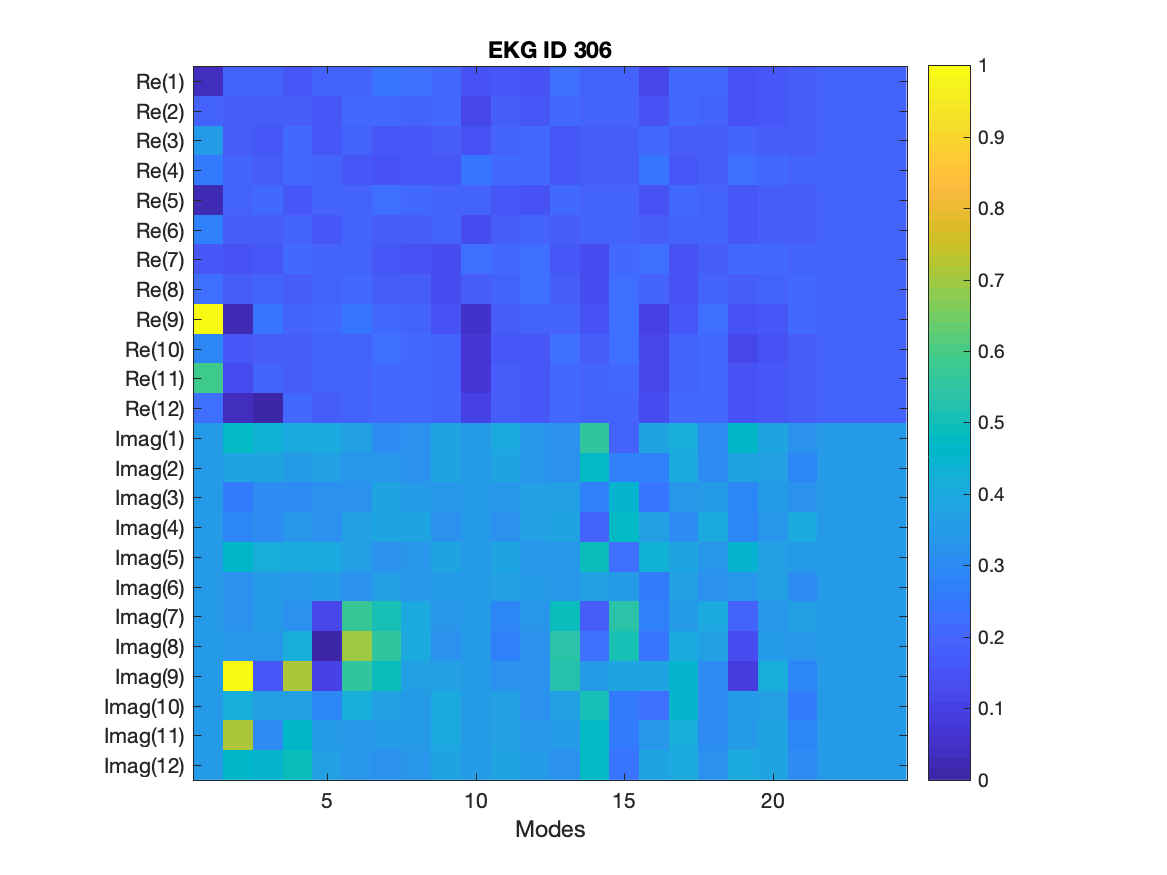 EKG ID 306
Re(1)
Re(2)
Re(3)
Re(4)
Re(5)
Re(6)
Re(7)
Re(8)
Re(9)
Re(10)
Re(11)
Re(12)
Imag(1)
Imag(2)
Imag(3)
Imag(4)
Imag(5)
Imag(6)
Imag(7)
Imag(8)
Imag(9)
Imag(10)
Imag(11)
Imag(12)
5 10 15 20
Modes
1
0.9
0.8
0.7
0.6
0.5
0.4
0.3
0.2
0.1
0